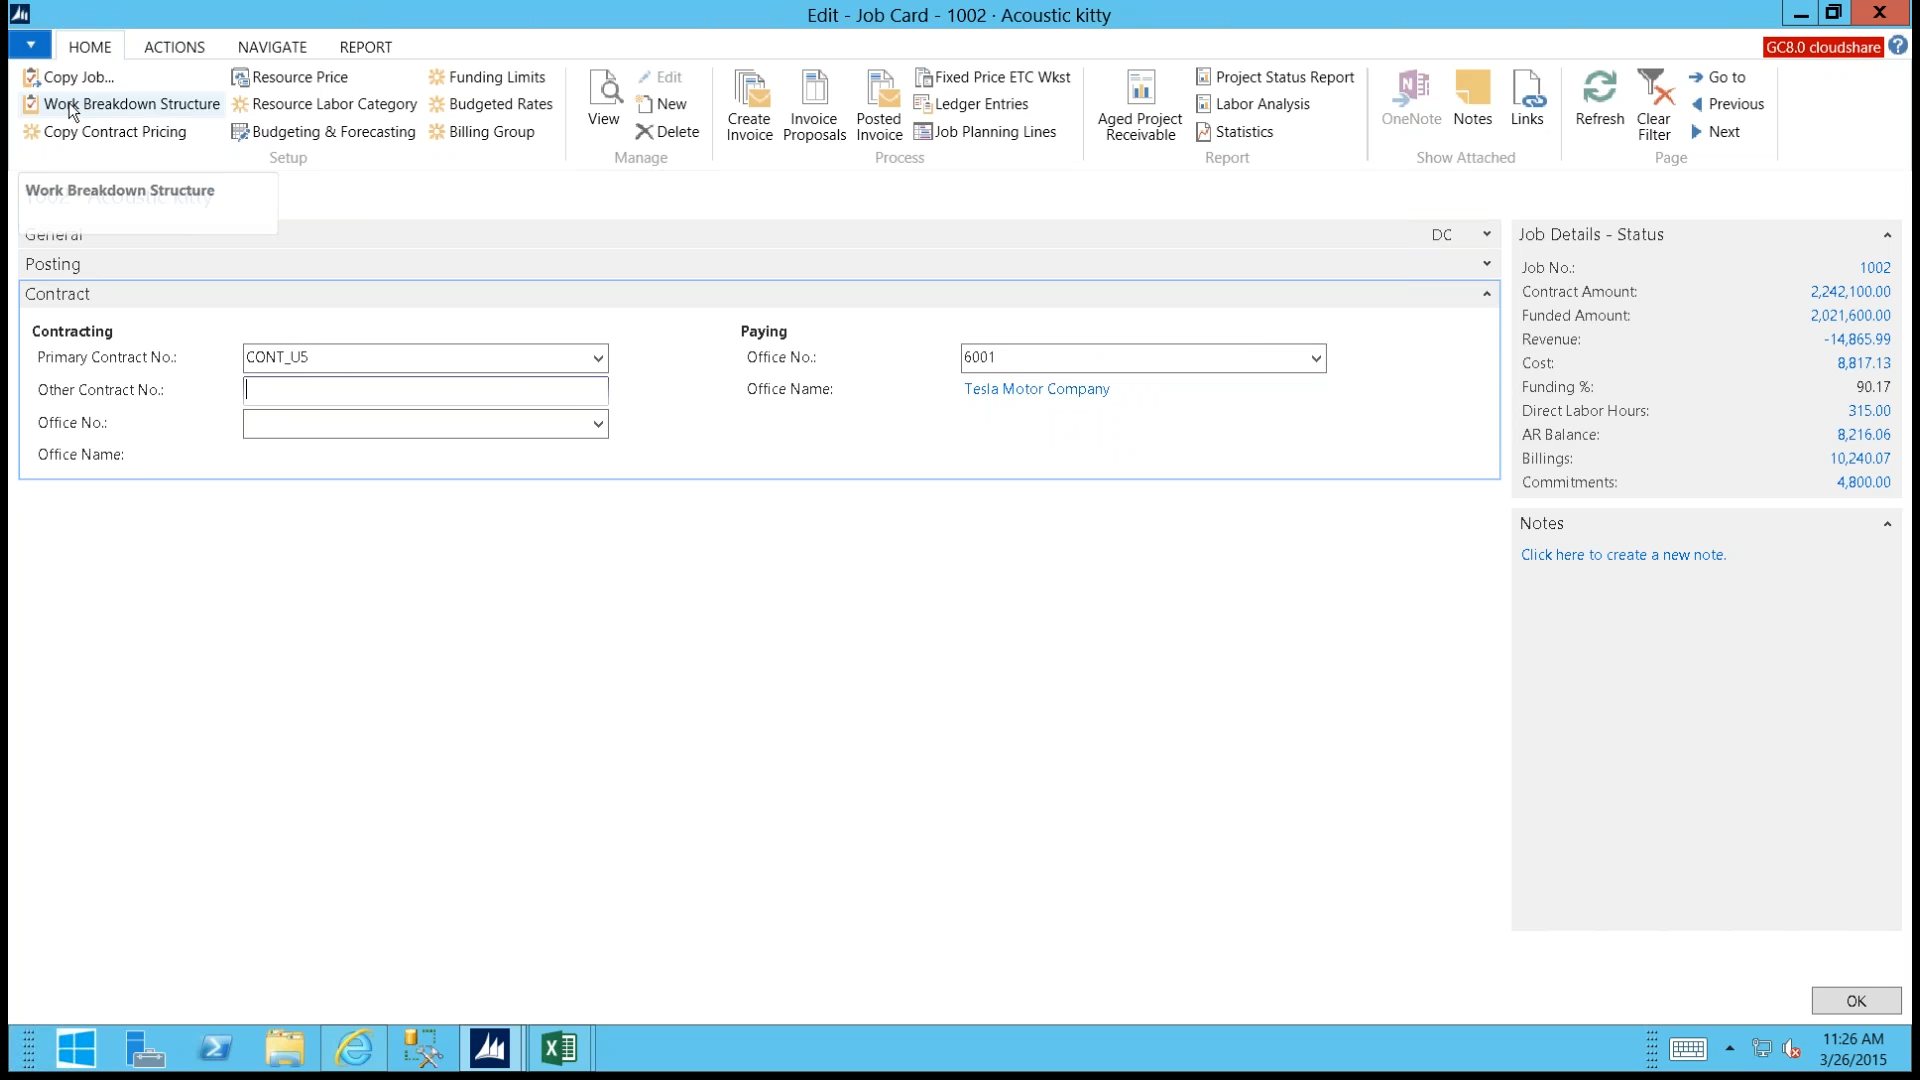 Edit - Job Card - 1002 · Acoustic kitty
HOME ACTIONS NAVIGATE REPORT
GC8.0 cloudshare
Copy Job...
Work Breakdown Structure
Copy Contract Pricing
Resource Price
Resource Labor Category
Budgeting & Forecasting
Funding Limits
Budgeted Rates
Billing Group
Setup
View
Edit
New
Delete
Manage
Create
Invoice
Invoice
Proposals
Posted
Invoice
Fixed Price ETC Wkst
Ledger Entries
Job Planning Lines
Process
Aged Project
Receivable
Project Status Report
Labor Analysis
Statistics
Report
OneNote
Notes
Links
Show Attached
Refresh
Clear
Filter
Go to
Previous
Next
Page
Work Breakdown Structure
1002 · Acoustic kitty
General DC
Posting
Contract
Contracting
Primary Contract No.: CONT_U5
Other Contract No.:
Office No.:
Office Name:
Paying
Office No.: 6001
Office Name: Tesla Motor Company
Job Details - Status
Job No.: 1002
Contract Amount: 2,242,100.00
Funded Amount: 2,021,600.00
Revenue: -14,865.99
Cost: 8,817.13
Funding %: 90.17
Direct Labor Hours: 315.00
AR Balance: 8,216.06
Billings: 10,240.07
Commitments: 4,800.00
Notes
Click here to create a new note.
OK
11:26 AM
3/26/2015